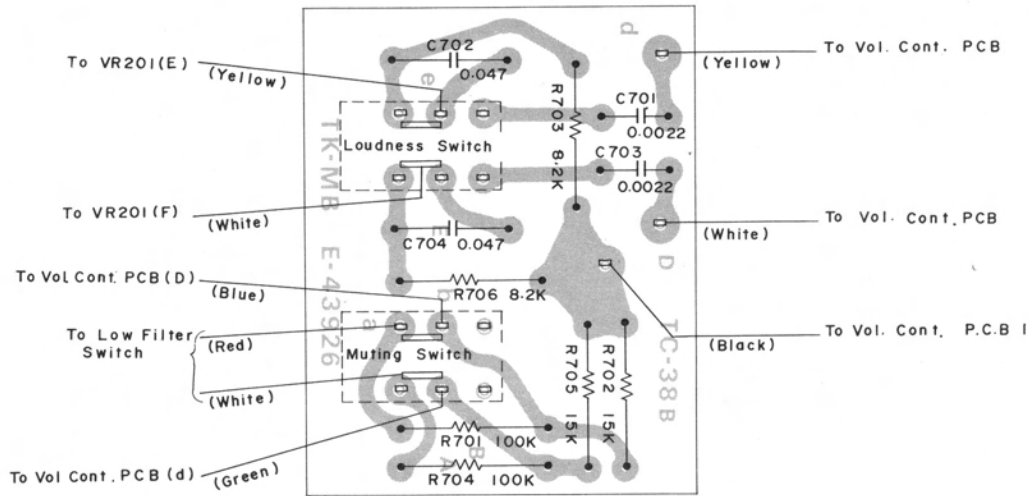 d
To Vol. Cont. PCB
(Yellow)
C702
0.047
To VR201(E)
(Yellow)
e
C701
0.0022
R703 8.2K
TK-MB E-43926
Loudness Switch
C703
0.0022
To VR201(F)
(White)
To Vol. Cont. PCB
(White)
E
C704 0.047
D
To Vol. Cont. PCB (D)
(Blue)
R706 8.2K
b
a
To Low Filter
Switch
(Red)
Muting Switch
(White)
To Vol. Cont. P.C.B 1
(Black)
R705 15K
R702 15K
TC-38B
R701 100K
B
A
R704 100K
To Vol Cont. PCB (d)
(Green)